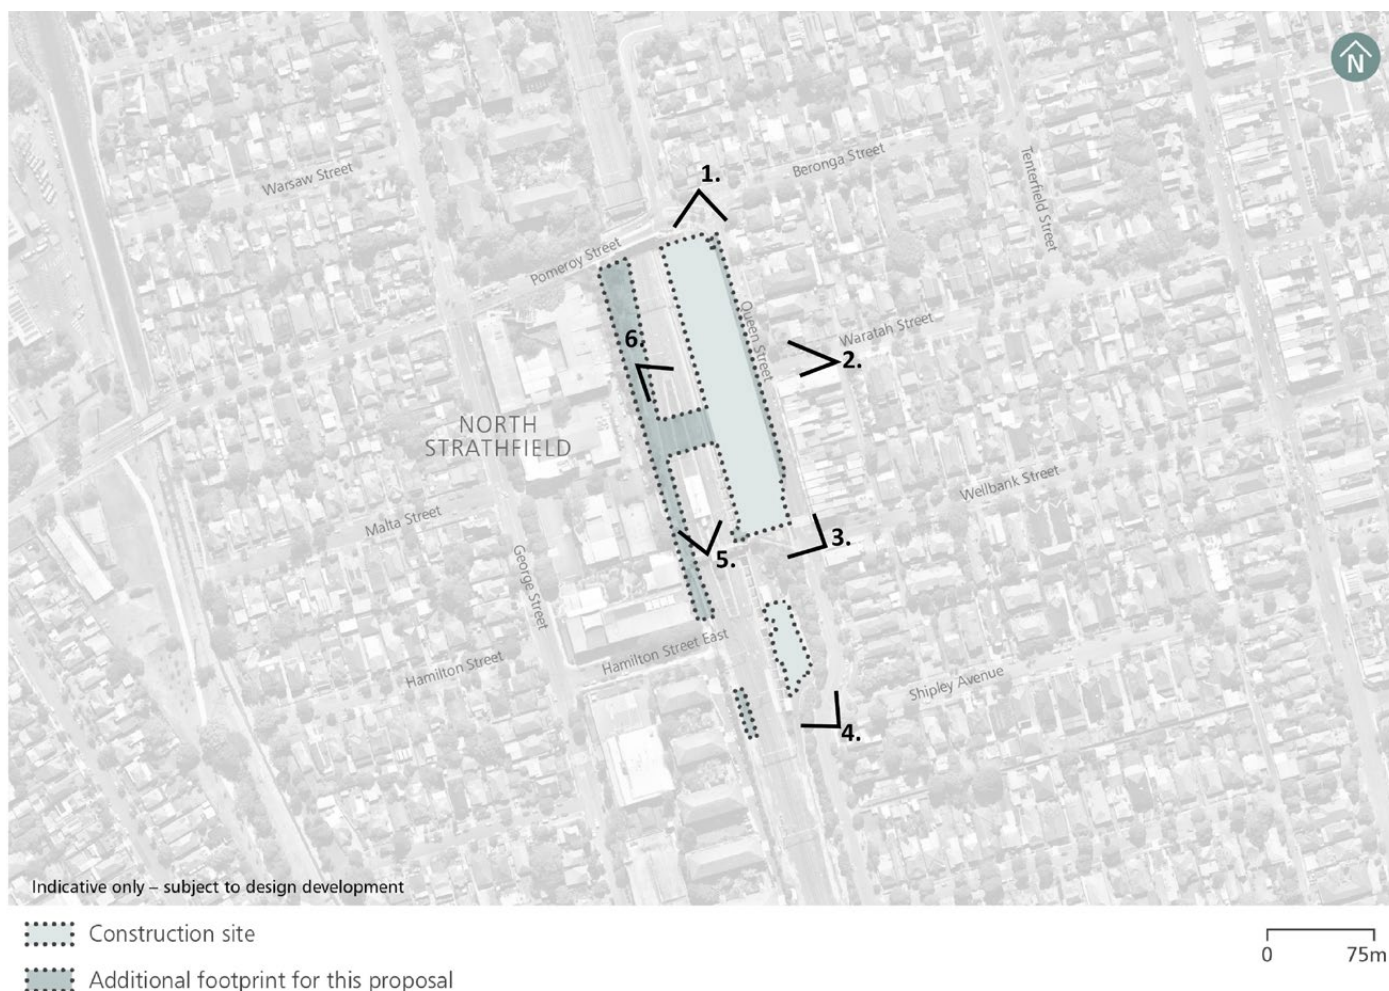 N
1.
Beronga Street
Tenterfield Street
Warsaw Street
Pomeroy Street
Queen Street
Waratah Street
6.
2.
NORTH
STRATHFIELD
Wellbank Street
Malta Street
3.
George Street
5.
Hamilton Street East
Hamilton Street
Shipley Avenue
4.
Indicative only – subject to design development
Construction site
0 75m
Additional footprint for this proposal